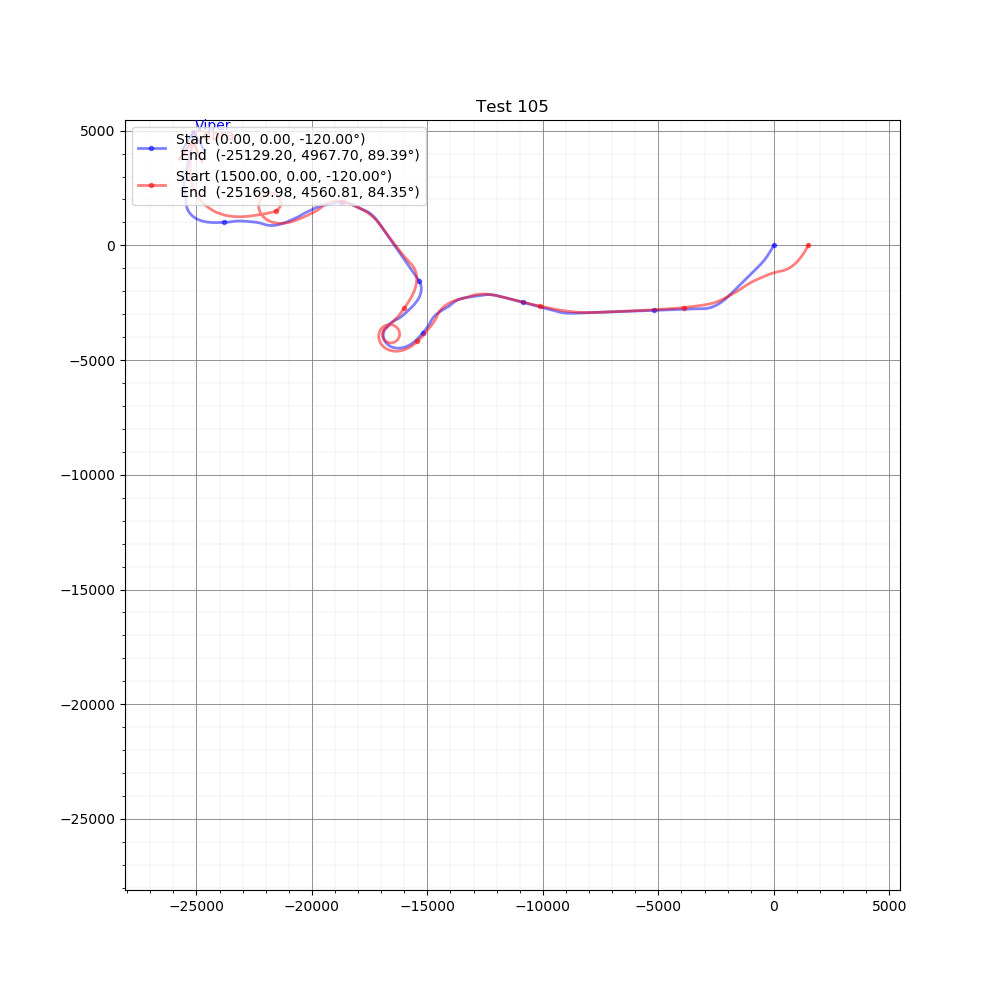 Test 105
Viper
Start (0.00, 0.00, -120.00°)
End (-25129.20, 4967.70, 89.39°)
Start (1500.00, 0.00, -120.00°)
End (-25169.98, 4560.81, 84.35°)
5000
0
−5000
−10000
−15000
−20000
−25000
−25000 −20000 −15000 −10000 −5000 0 5000